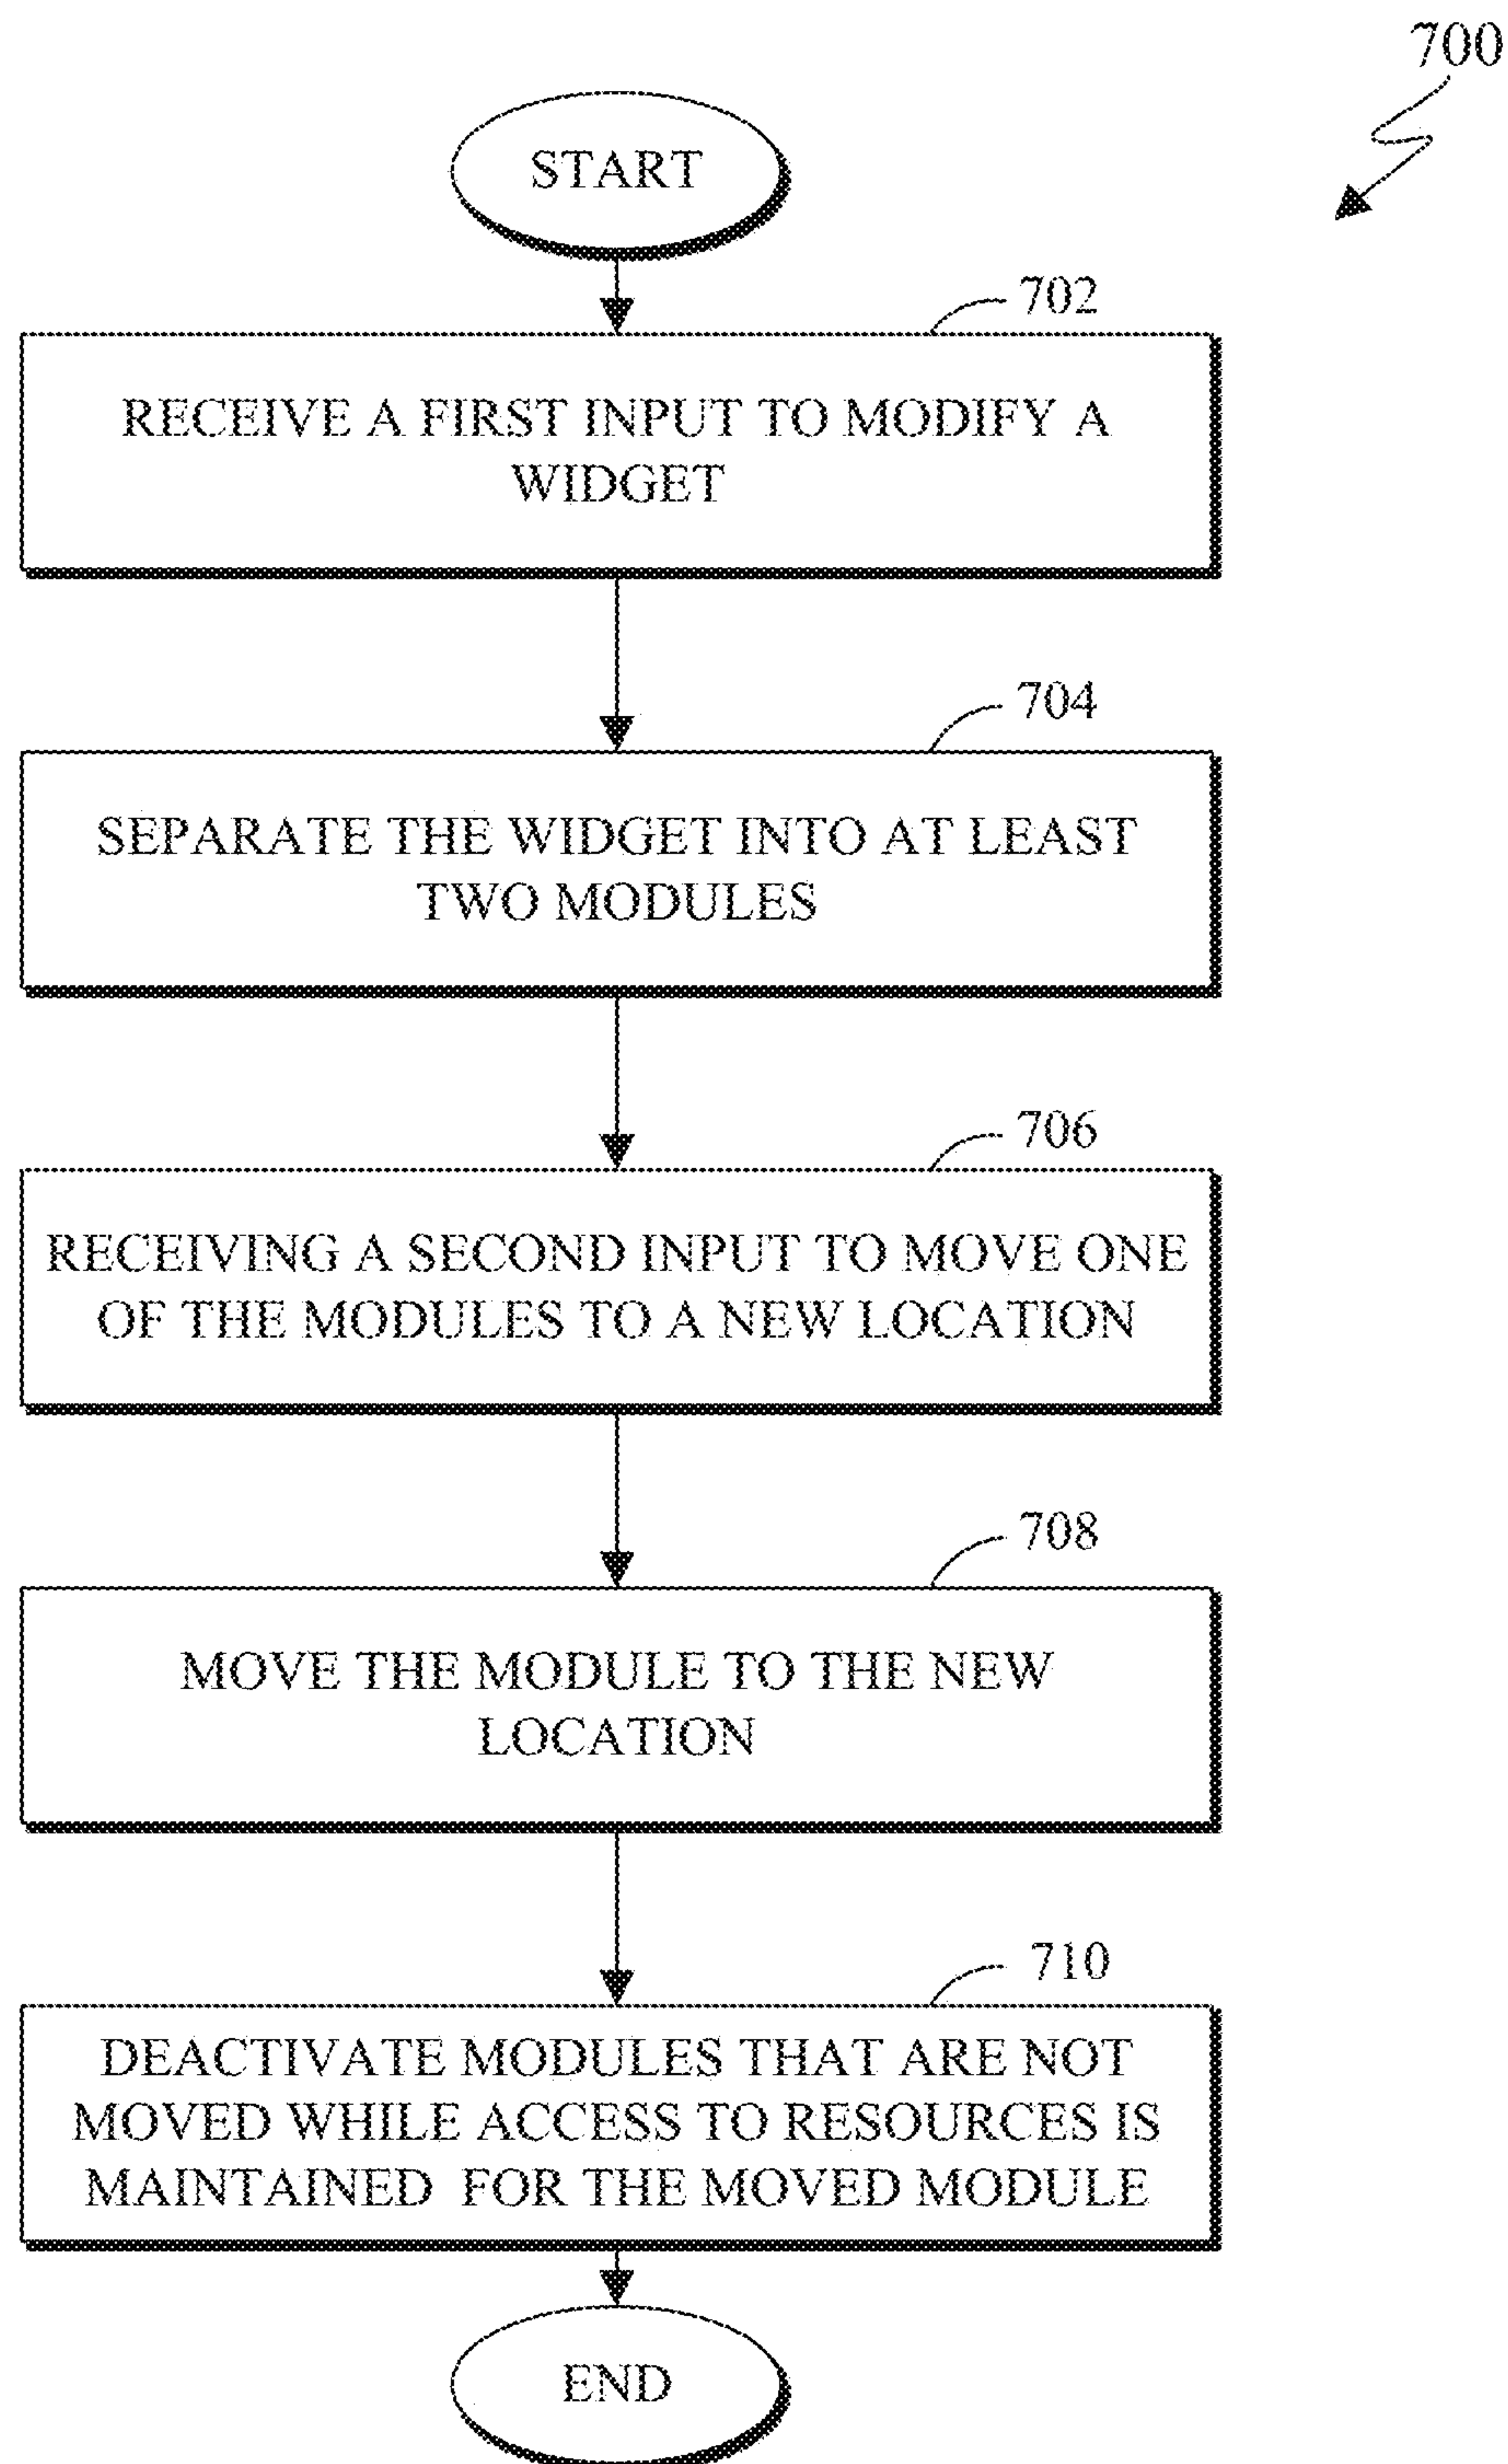 700
START
702
RECEIVE A FIRST INPUT TO MODIFY A
WIDGET
704
SEPARATE THE WIDGET INTO AT LEAST
TWO MODULES
706
RECEIVING A SECOND INPUT TO MOVE ONE
OF THE MODULES TO A NEW LOCATION
708
MOVE THE MODULE TO THE NEW
LOCATION
710
DEACTIVATE MODULES THAT ARE NOT
MOVED WHILE ACCESS TO RESOURCES IS
MAINTAINED FOR THE MOVED MODULE
END